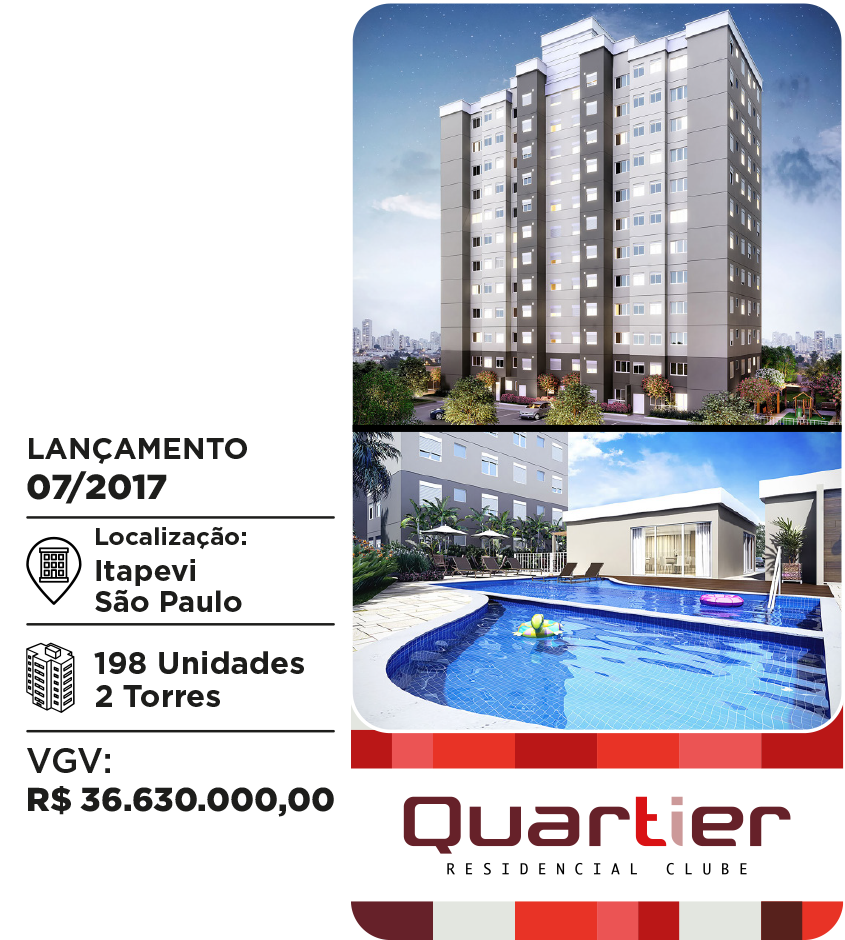 LANÇAMENTO
07/2017
Localização:
Itapevi
São Paulo
198 Unidades
2 Torres
VGV:
R$ 36.630.000,00
Quartier
RESIDENCIAL CLUBE